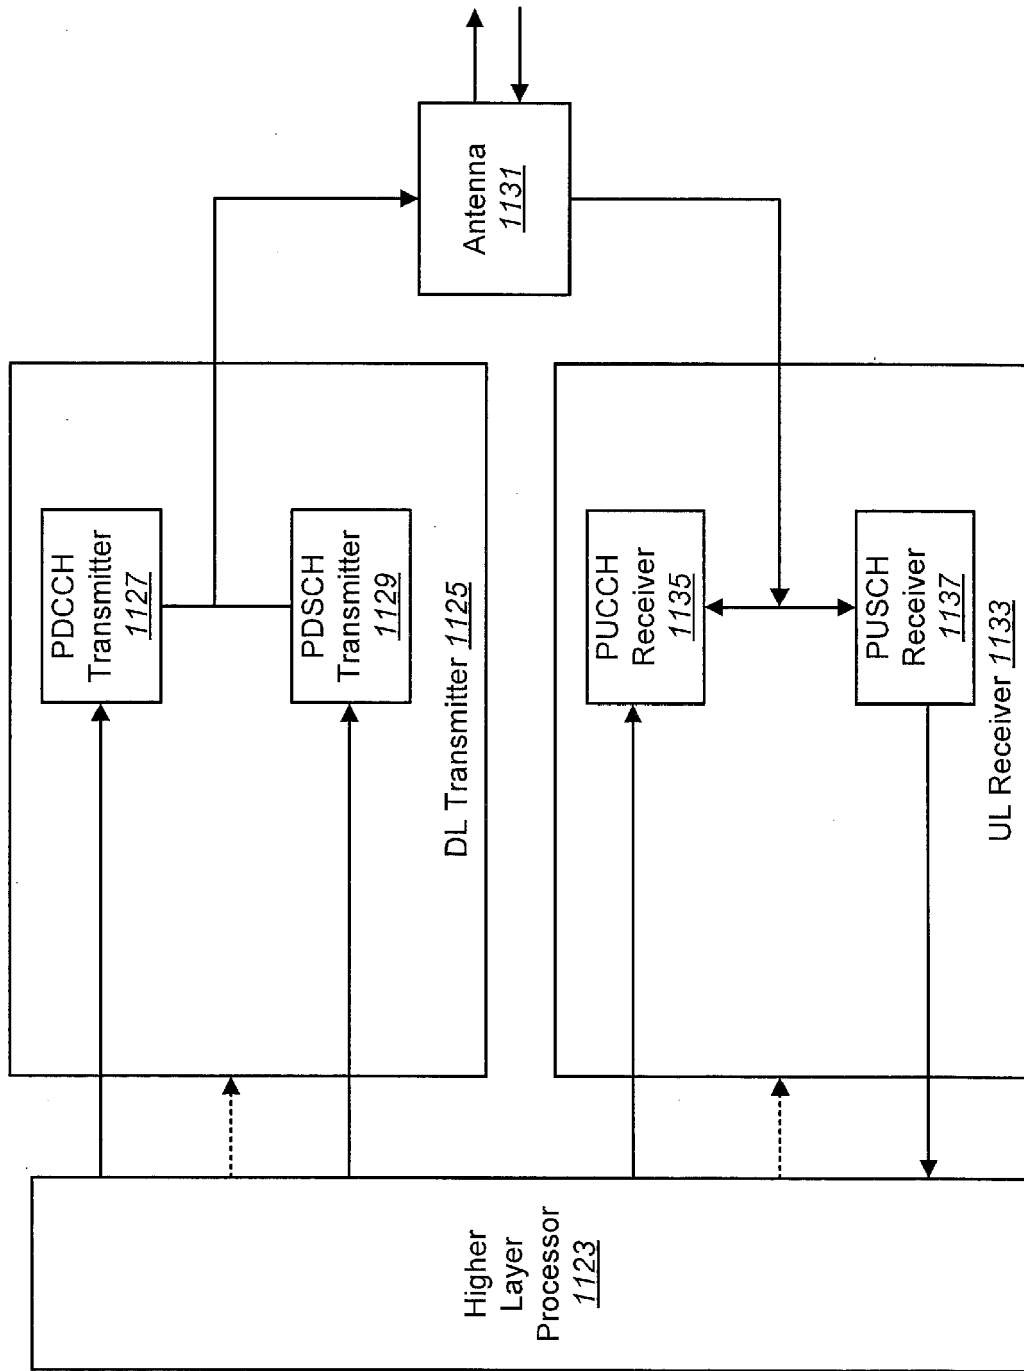 Higher
Layer
Processor
1123
PDCCH
Transmitter
1127
PDSCH
Transmitter
1129
DL Transmitter 1125
PUCCH
Receiver
1135
PUSCH
Receiver
1137
UL Receiver 1133
Antenna
1131